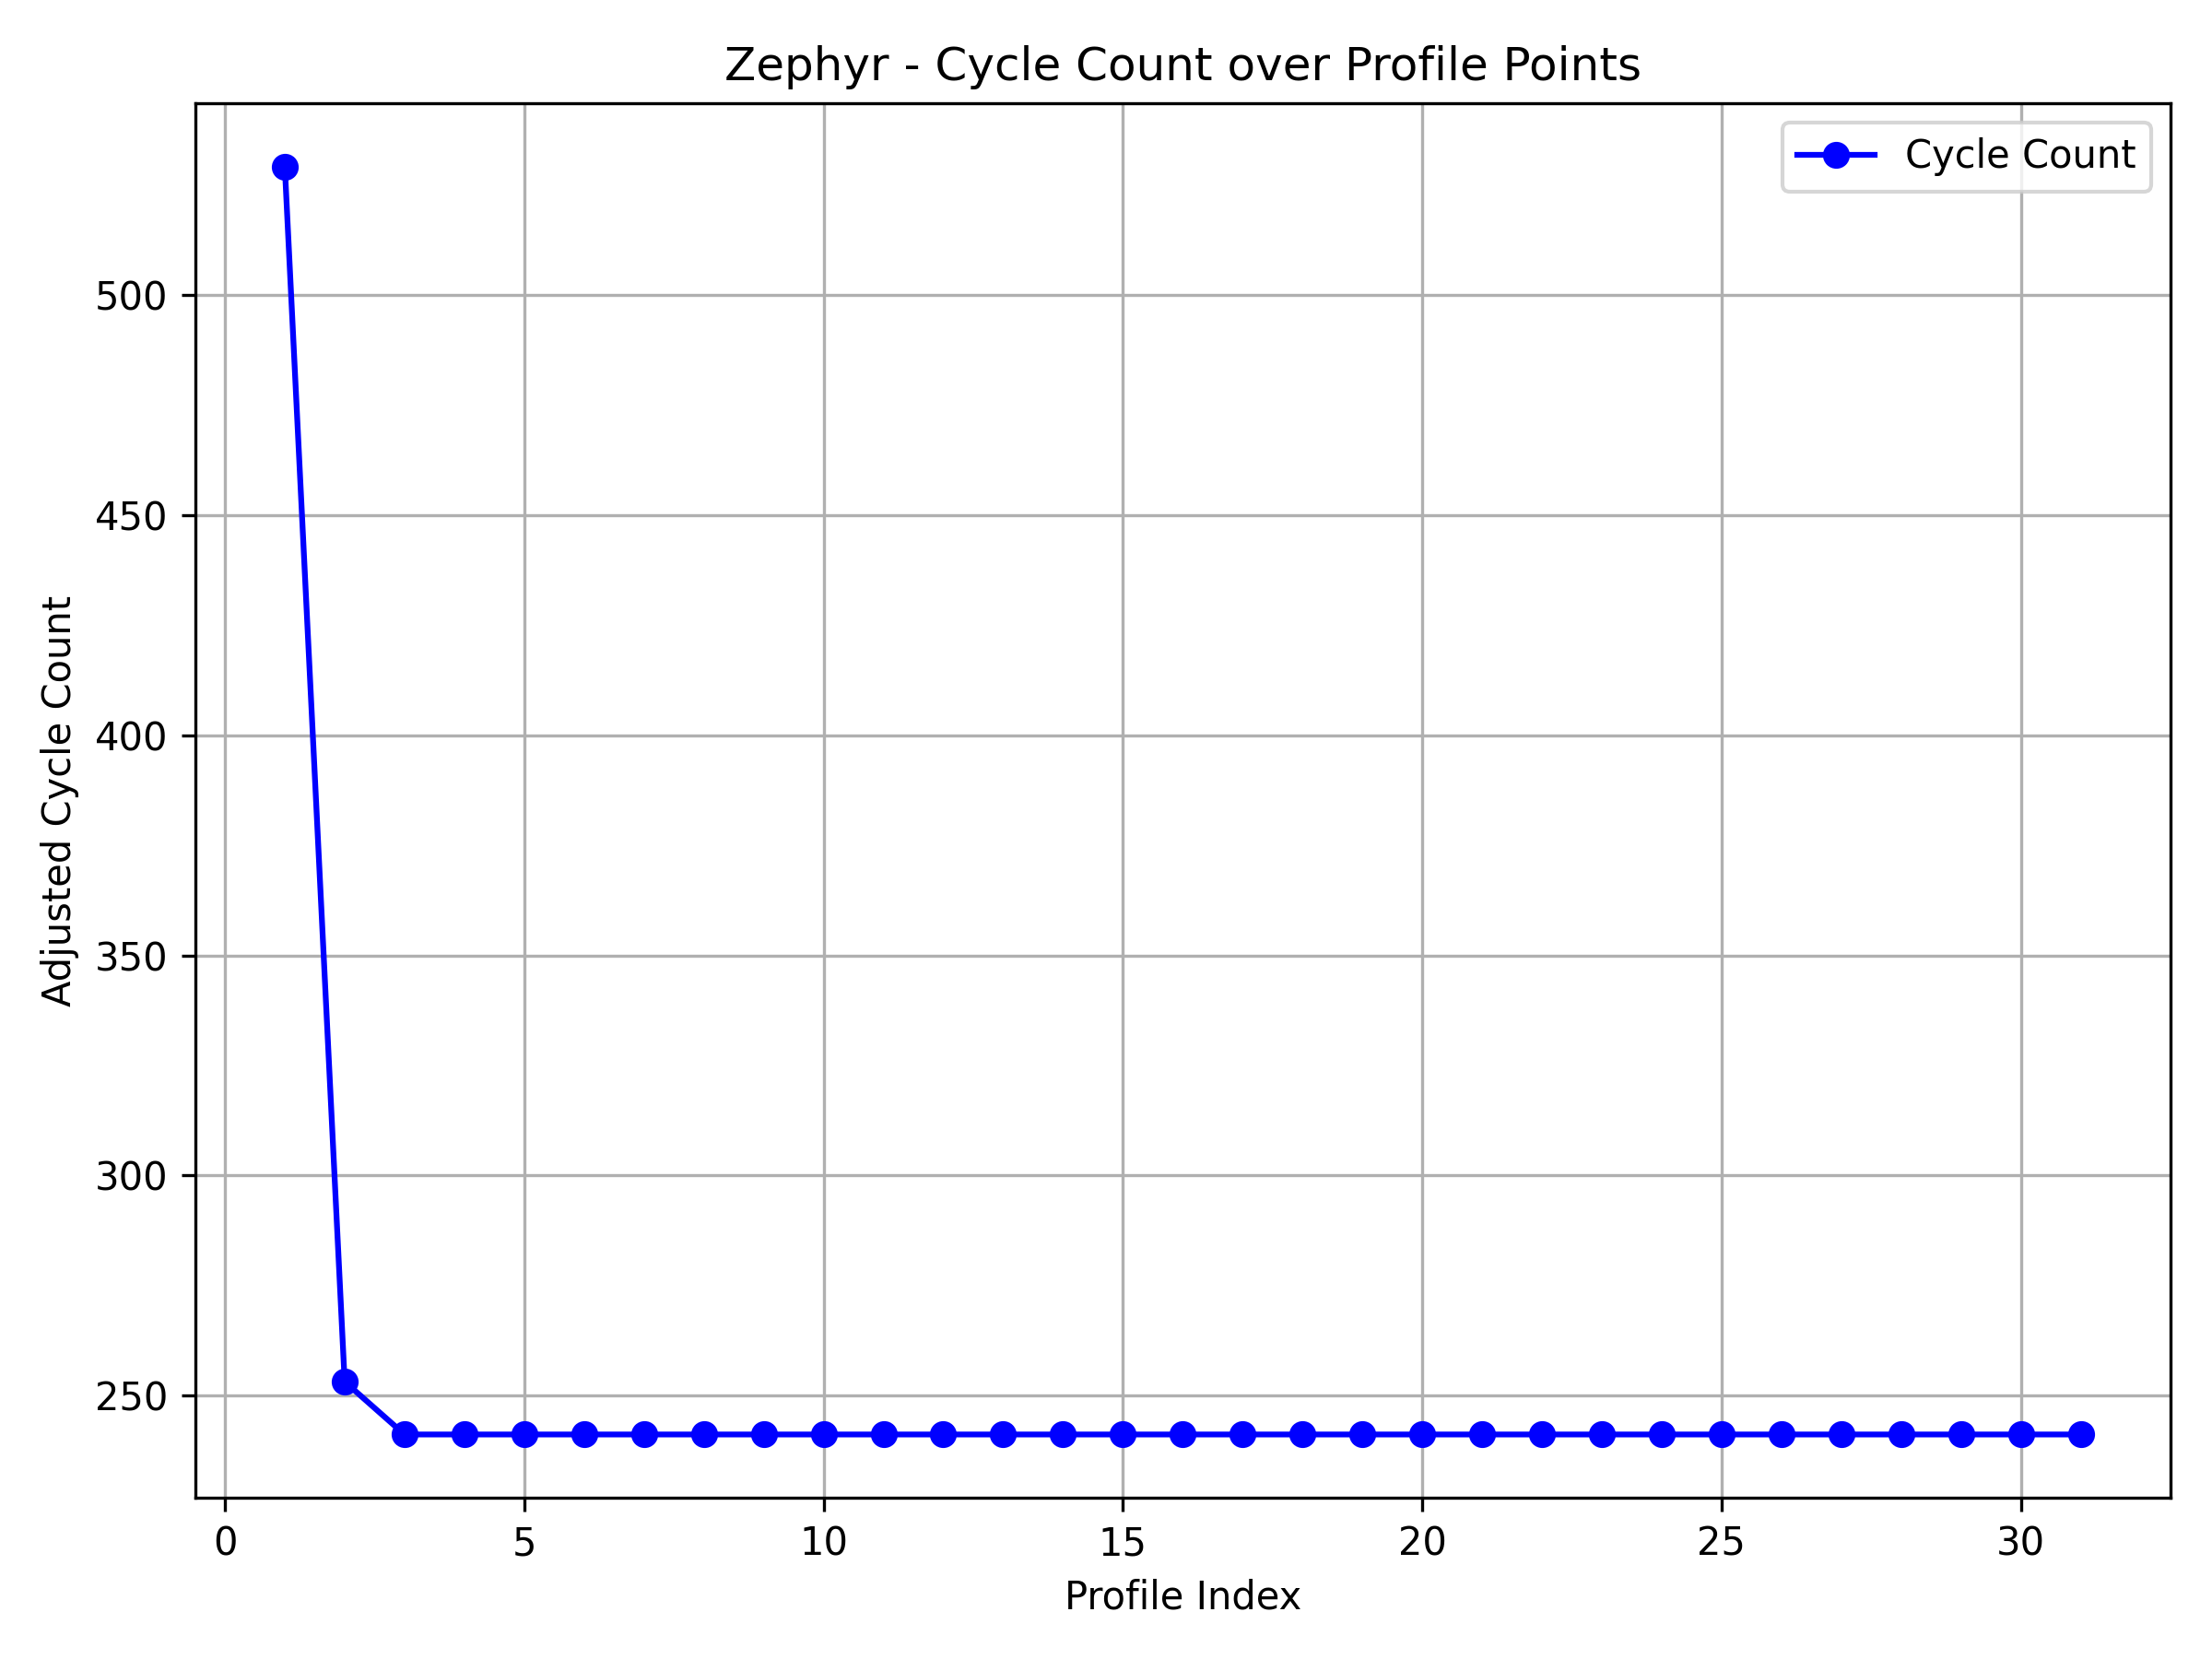 Zephyr - Cycle Count over Profile Points
Cycle Count
Adjusted Cycle Count
500
450
400
350
300
250
0 5 10 15 20 25 30
Profile Index